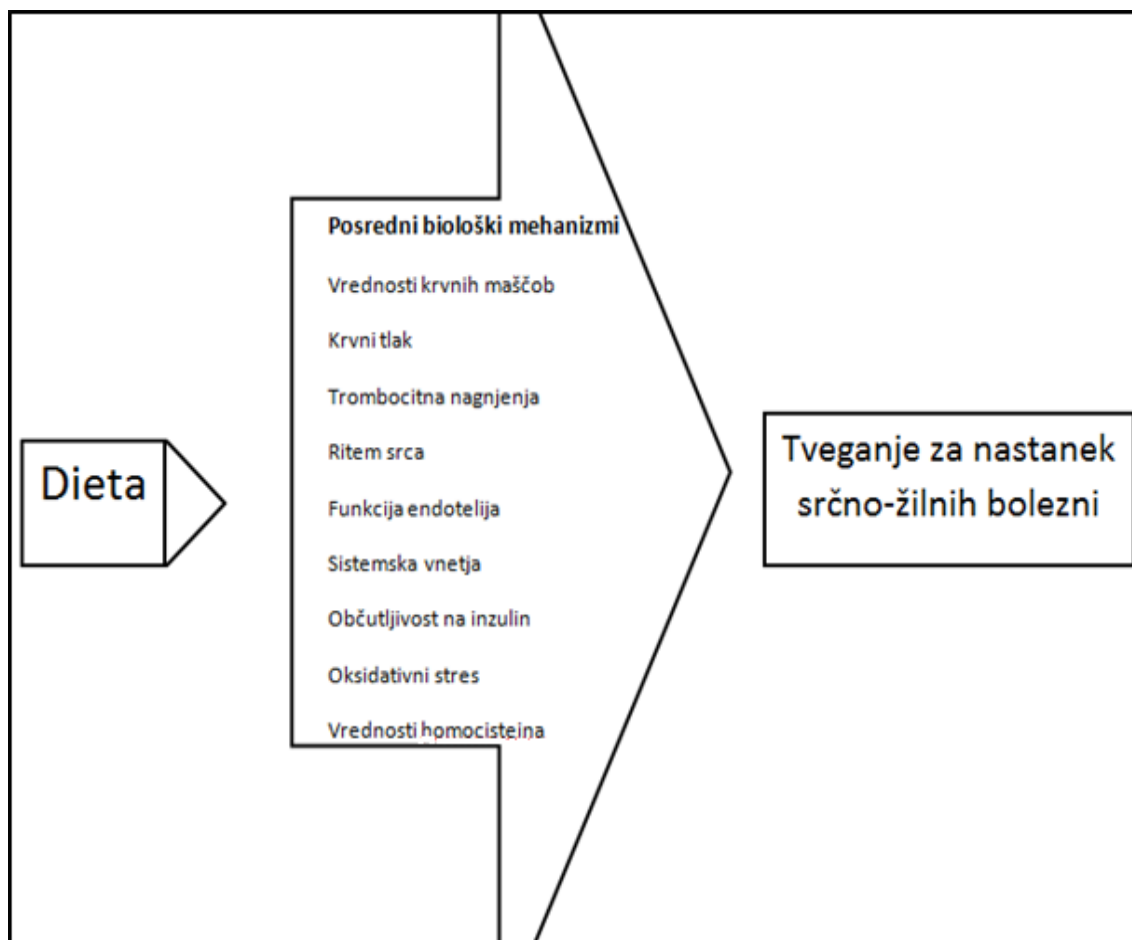 Dieta
Posredni biološki mehanizmi
Vrednosti krvnih maščob
Krvni tlak
Trombocitna nagnjenja
Ritem srca
Funkcija endotelija
Sistemska vnetja
Občutljivost na inzulin
Oksidativni stres
Vrednosti homocisteina
Tveganje za nastanek
srčno-žilnih bolezni